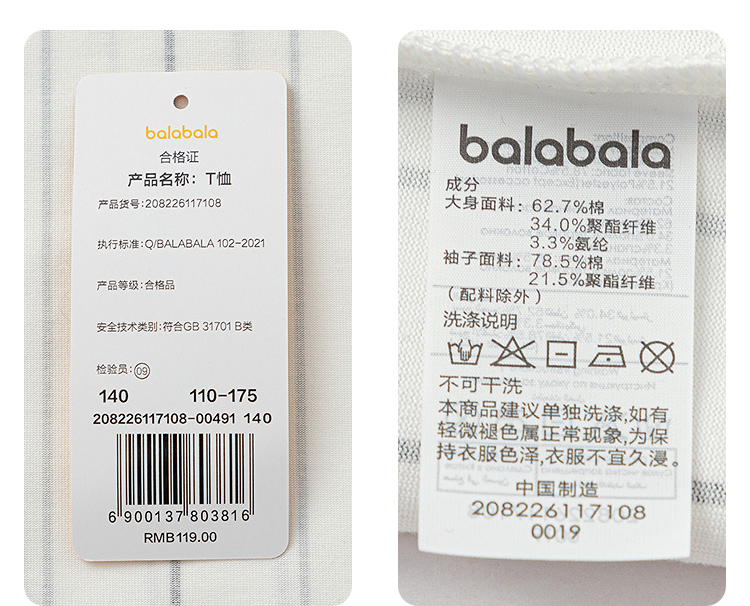 balabala
合格证
产品名称：T恤
产品货号:208226117108
执行标准:Q/BALABALA 102-2021
产品等级:合格品
安全技术类别:符合GB 31701 B类
检验员:09
140 110-175
208226117108-00491 140
6 900137 803816
RMB119.00
balabala
成分
大身面料：62.7%棉
34.0%聚酯纤维
3.3%氨纶
袖子面料：78.5%棉
21.5%聚酯纤维
（配料除外）
洗涤说明
不可干洗
本商品建议单独洗涤,如有
轻微褪色属正常现象,为保
持衣服色泽,衣服不宜久浸。
中国制造
208226117108
0019